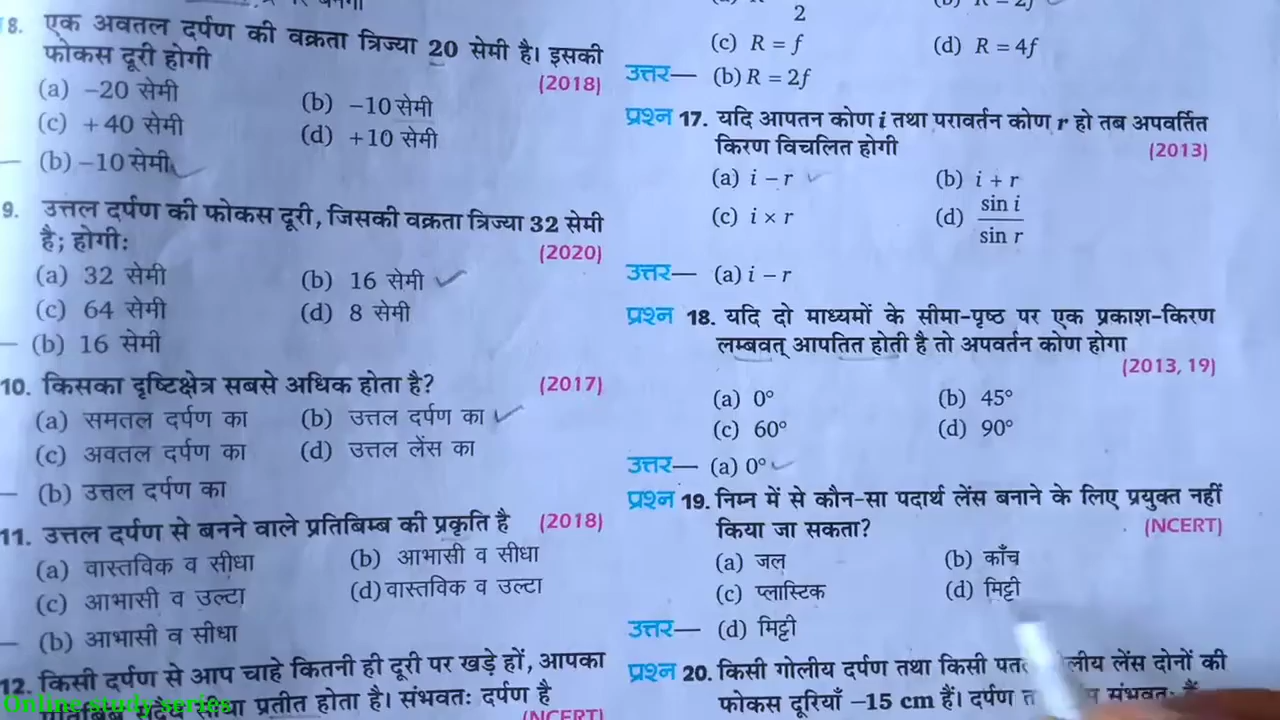 8. एक अवतल दर्पण की वक्रता त्रिज्या 20 सेमी है। इसकी
फोकस दूरी होगी
(2018)
(a) −20 सेमी (b) −10 सेमी
(c) +40 सेमी (d) +10 सेमी
— (b) −10 सेमी
9. उत्तल दर्पण की फोकस दूरी, जिसकी वक्रता त्रिज्या 32 सेमी
है; होगी:
(2020)
(a) 32 सेमी (b) 16 सेमी
(c) 64 सेमी (d) 8 सेमी
— (b) 16 सेमी
10. किसका दृष्टिक्षेत्र सबसे अधिक होता है? (2017)
(a) समतल दर्पण का (b) उत्तल दर्पण का
(c) अवतल दर्पण का (d) उत्तल लेंस का
— (b) उत्तल दर्पण का
11. उत्तल दर्पण से बनने वाले प्रतिबिम्ब की प्रकृति है (2018)
(a) वास्तविक व सीधा (b) आभासी व सीधा
(c) आभासी व उल्टा (d) वास्तविक व उल्टा
— (b) आभासी व सीधा
12. किसी दर्पण से आप चाहे कितनी ही दूरी पर खड़े हों, आपका
प्रतिबिम्ब सदैव सीधा प्रतीत होता है। संभवतः दर्पण है
(NCERT)
2
(c) R = f (d) R = 4f
उत्तर— (b) R = 2f
प्रश्न 17. यदि आपतन कोण i तथा परावर्तन कोण r हो तब अपवर्तित
किरण विचलित होगी (2013)
(a) i − r (b) i + r
(c) i × r (d) sin i / sin r
उत्तर— (a) i − r
प्रश्न 18. यदि दो माध्यमों के सीमा-पृष्ठ पर एक प्रकाश-किरण
लम्बवत् आपतित होती है तो अपवर्तन कोण होगा
(2013, 19)
(a) 0° (b) 45°
(c) 60° (d) 90°
उत्तर— (a) 0°
प्रश्न 19. निम्न में से कौन-सा पदार्थ लेंस बनाने के लिए प्रयुक्त नहीं
किया जा सकता? (NCERT)
(a) जल (b) काँच
(c) प्लास्टिक (d) मिट्टी
उत्तर— (d) मिट्टी
प्रश्न 20. किसी गोलीय दर्पण तथा किसी लेंस दोनों की
फोकस दूरियाँ −15 cm हैं। दर्पण संभवतः हैं
Online study series